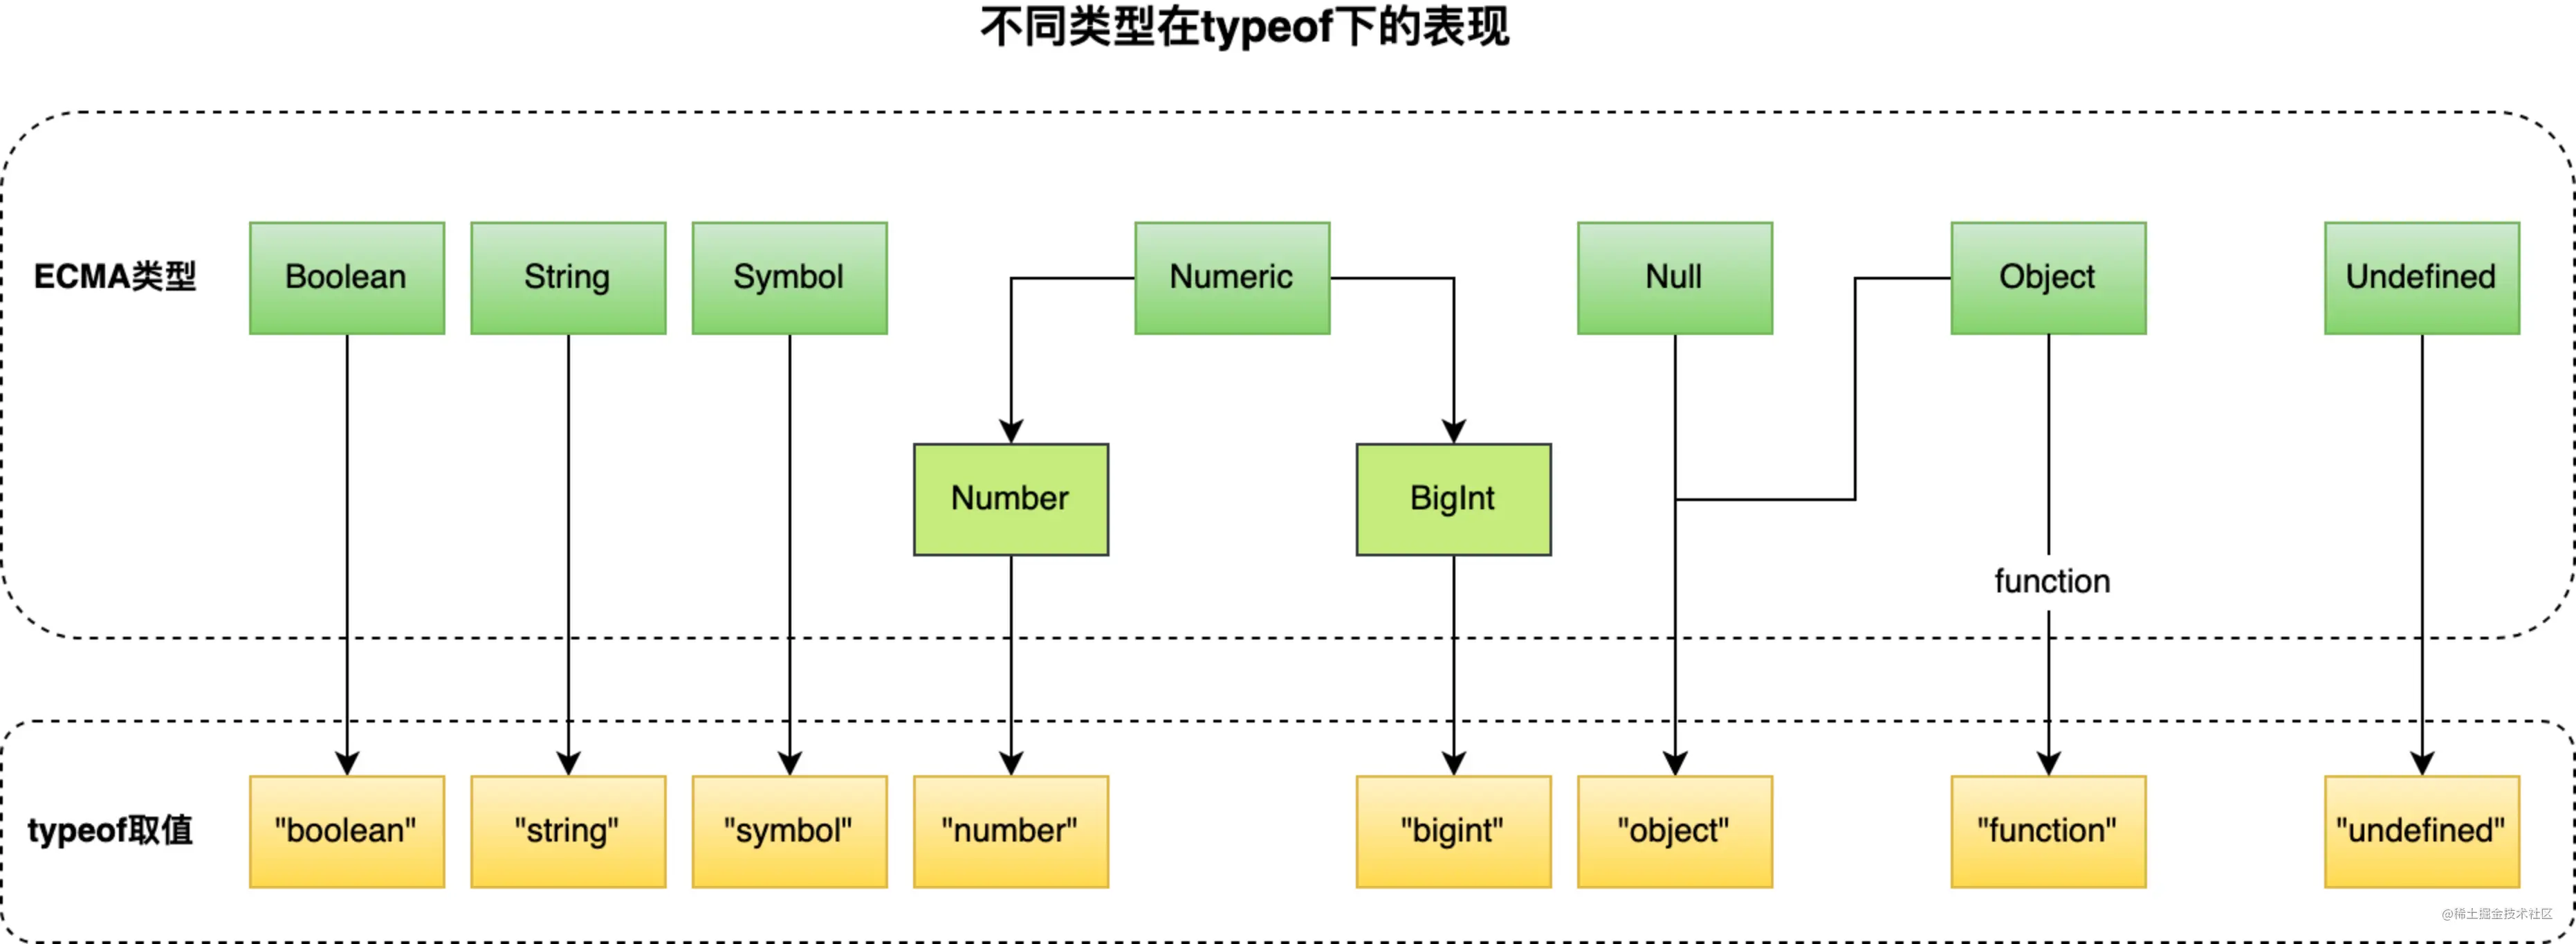 不同类型在typeof下的表现
ECMA类型
Boolean
String
Symbol
Numeric
Null
Object
Undefined
Number
BigInt
function
typeof取值
"boolean"
"string"
"symbol"
"number"
"bigint"
"object"
"function"
"undefined"
@稀土掘金技术社区